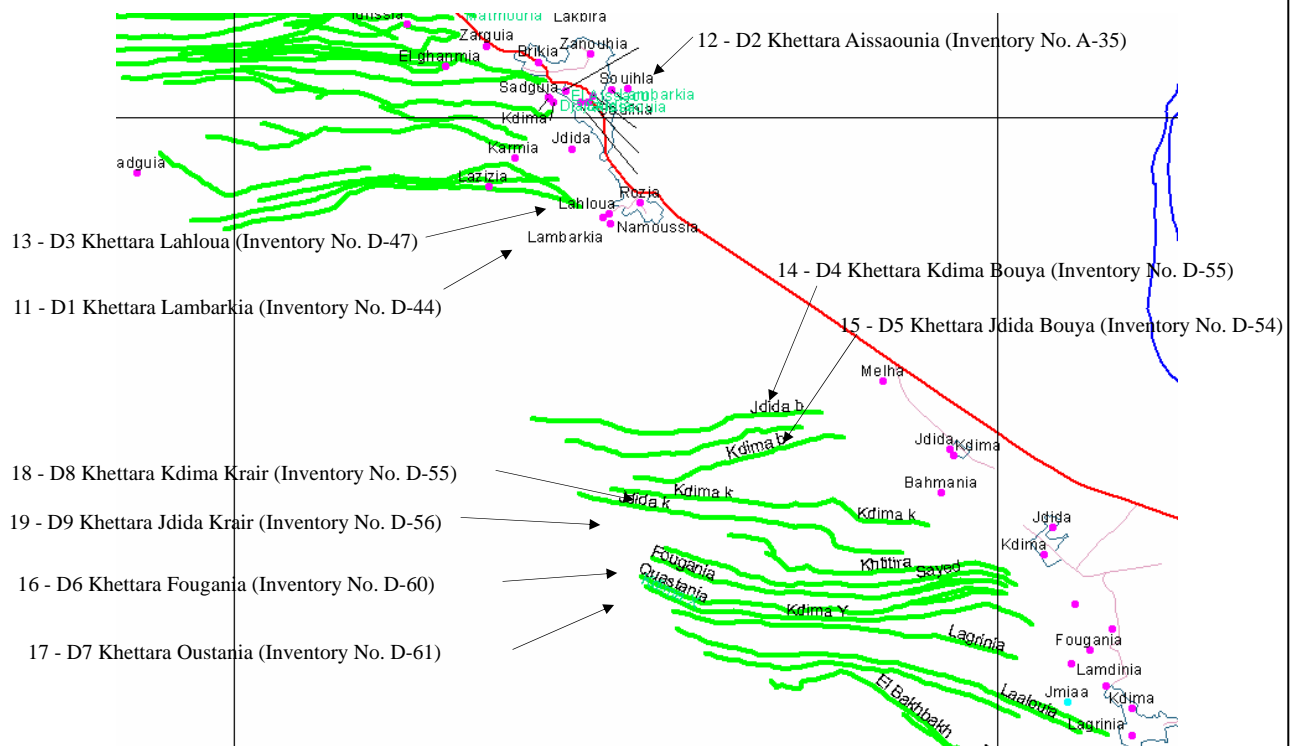 Lakbira
Zarguia
Zanouhia
12 - D2 Khettara Aissaounia (Inventory No. A-35)
Brikia
El ghanmia
Souihla
Sadguia
Kdima
Jdida
Karmia
adguia
Lazizia
Rozia
Lahloua
Namoussia
Lambarkia
13 - D3 Khettara Lahloua (Inventory No. D-47)
14 - D4 Khettara Kdima Bouya (Inventory No. D-55)
11 - D1 Khettara Lambarkia (Inventory No. D-44)
15 - D5 Khettara Jdida Bouya (Inventory No. D-54)
Melha
Jdida b
Kdima b
Jdida
Kdima
18 - D8 Khettara Kdima Krair (Inventory No. D-55)
Bahmania
Kdima k
Jdida k
Kdima k
19 - D9 Khettara Jdida Krair (Inventory No. D-56)
Jdida
Kdima
Fougania
Khtitira
Sayed
16 - D6 Khettara Fougania (Inventory No. D-60)
Oustania
Kdima Y
Lagrinia
Fougania
17 - D7 Khettara Oustania (Inventory No. D-61)
Lamdinia
El Bakhbakh
Laalouia
Jmiaa
Kdima
Lagrinia